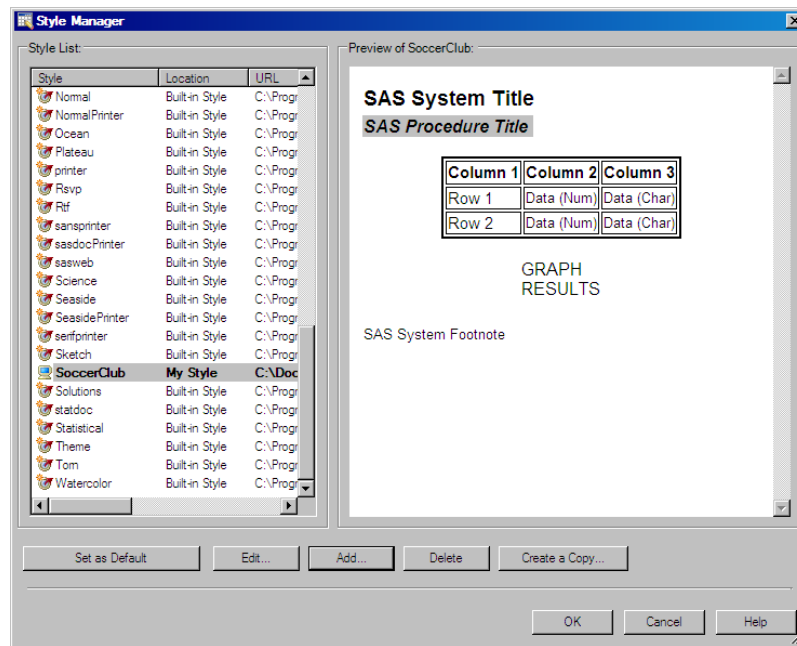 Style Manager
Style List:
Style Location URL
Normal Built-in Style C:\Progr
NormalPrinter Built-in Style C:\Progr
Ocean Built-in Style C:\Progr
Plateau Built-in Style C:\Progr
printer Built-in Style C:\Progr
Rsvp Built-in Style C:\Progr
Rtf Built-in Style C:\Progr
sansprinter Built-in Style C:\Progr
sasdocPrinter Built-in Style C:\Progr
sasweb Built-in Style C:\Progr
Science Built-in Style C:\Progr
Seaside Built-in Style C:\Progr
SeasidePrinter Built-in Style C:\Progr
serifprinter Built-in Style C:\Progr
Sketch Built-in Style C:\Progr
SoccerClub My Style C:\Doc
Solutions Built-in Style C:\Progr
statdoc Built-in Style C:\Progr
Statistical Built-in Style C:\Progr
Theme Built-in Style C:\Progr
Tom Built-in Style C:\Progr
Watercolor Built-in Style C:\Progr
Preview of SoccerClub:
SAS System Title
SAS Procedure Title
Column 1 Column 2 Column 3
Row 1 Data (Num) Data (Char)
Row 2 Data (Num) Data (Char)
GRAPH
RESULTS
SAS System Footnote
Set as Default Edit... Add... Delete Create a Copy...
OK Cancel Help